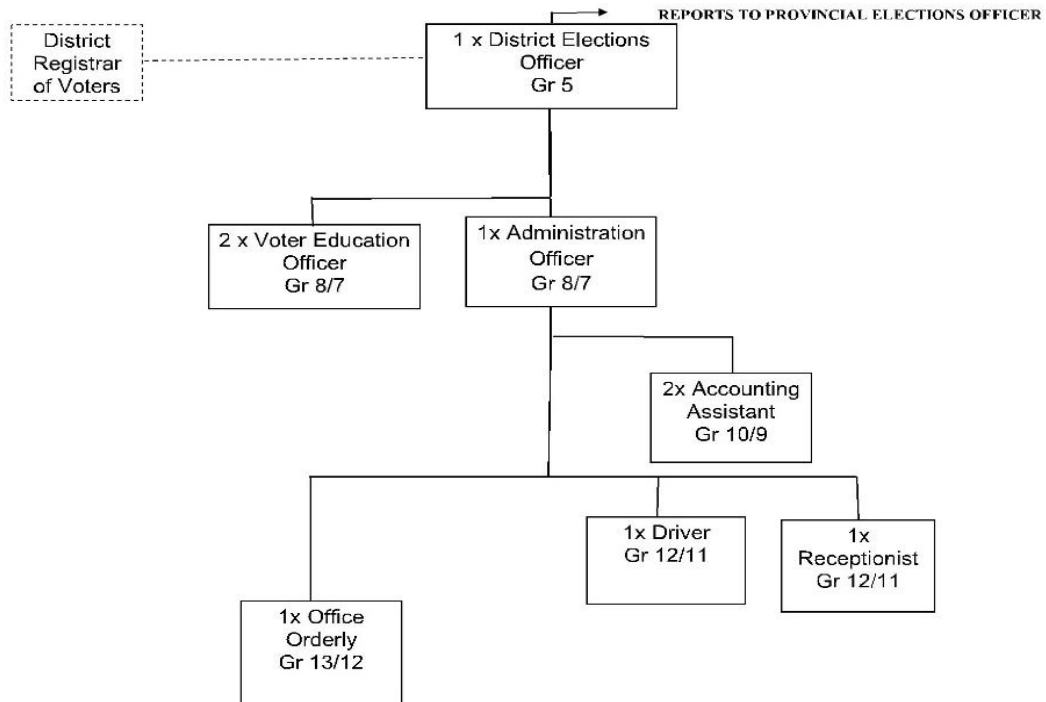 REPORTS TO PROVINCIAL ELECTIONS OFFICER
District
Registrar
of Voters
1 x District Elections
Officer
Gr 5
2 x Voter Education
Officer
Gr 8/7
1x Administration
Officer
Gr 8/7
2x Accounting
Assistant
Gr 10/9
1x Driver
Gr 12/11
1x
Receptionist
Gr 12/11
1x Office
Orderly
Gr 13/12